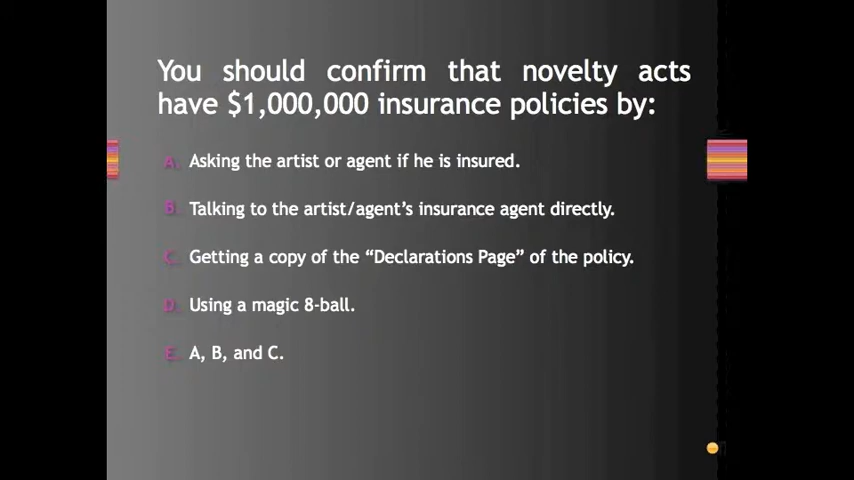 You should confirm that novelty acts
have $1,000,000 insurance policies by:
A. Asking the artist or agent if he is insured.
B. Talking to the artist/agent's insurance agent directly.
C. Getting a copy of the “Declarations Page” of the policy.
D. Using a magic 8-ball.
E. A, B, and C.